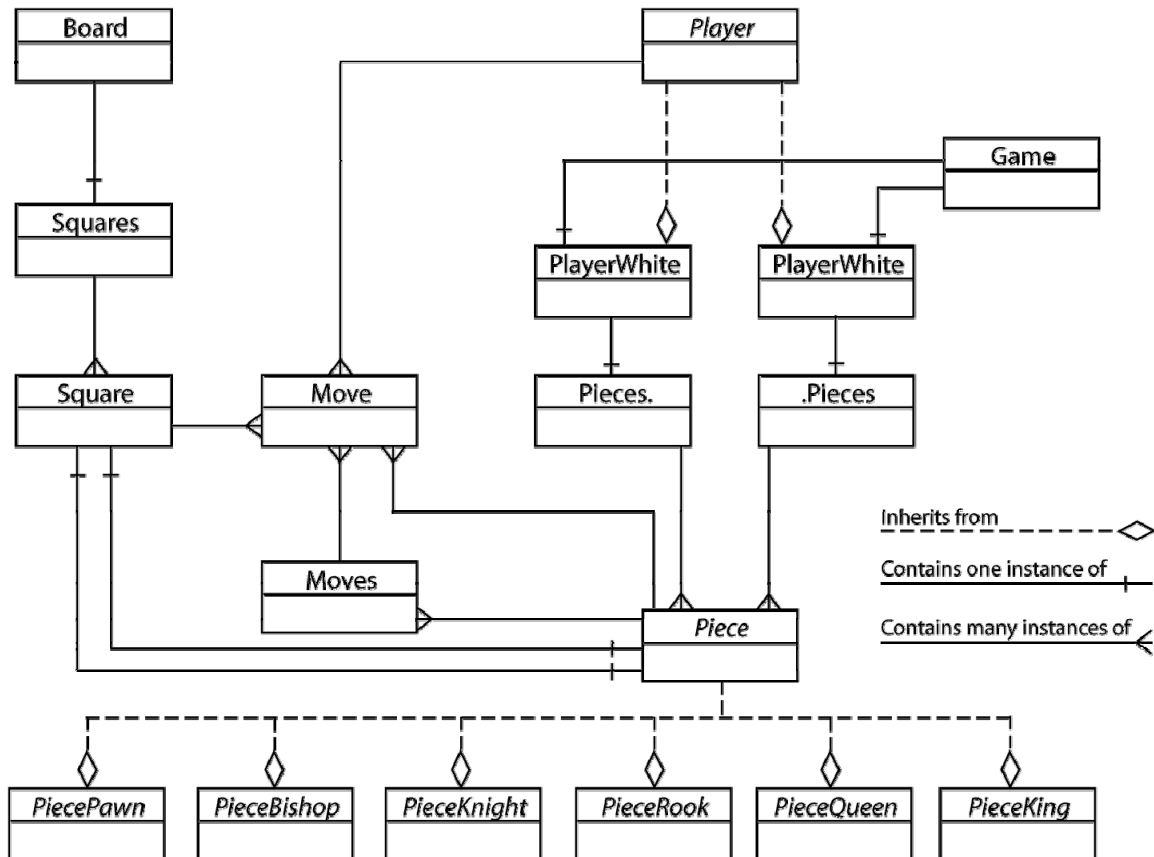 Board
Player
Game
Squares
PlayerWhite
PlayerWhite
Square
Move
Pieces.
.Pieces
Inherits from
Contains one instance of
Moves
Contains many instances of
Piece
PiecePawn
PieceBishop
PieceKnight
PieceRook
PieceQueen
PieceKing